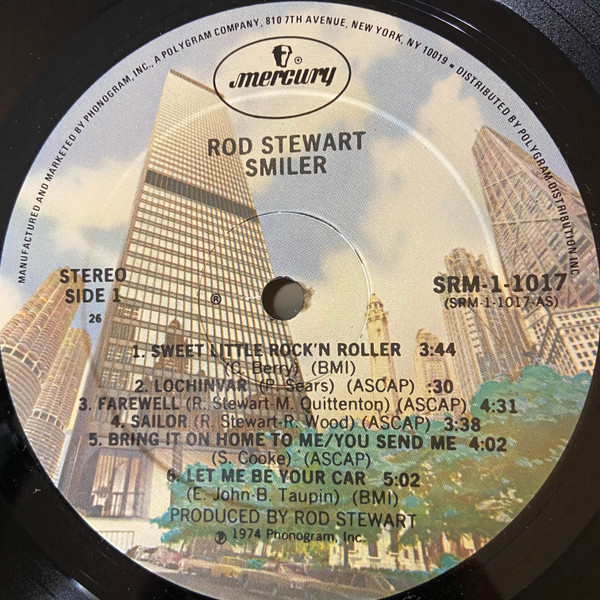 MANUFACTURED AND MARKETED BY PHONOGRAM, INC., A POLYGRAM COMPANY, 810 7TH AVENUE, NEW YORK, NY 10019 • DISTRIBUTED BY POLYGRAM DISTRIBUTION INC.
mercury ®
ROD STEWART
SMILER
STEREO
SIDE 1
26
®
SRM-1-1017
(SRM-1-1017-AS)
1. SWEET LITTLE ROCK'N ROLLER 3:44
(C. Berry) (BMI)
2. LOCHINVAR (P. Sears) (ASCAP) :30
3. FAREWELL (R. Stewart-M. Quittenton) (ASCAP) 4:31
4. SAILOR (R. Stewart-R. Wood) (ASCAP) 3:38
5. BRING IT ON HOME TO ME/YOU SEND ME 4:02
(S. Cooke) (ASCAP)
6. LET ME BE YOUR CAR 5:02
(E. John-B. Taupin) (BMI)
PRODUCED BY ROD STEWART
℗ 1974 Phonogram, Inc.